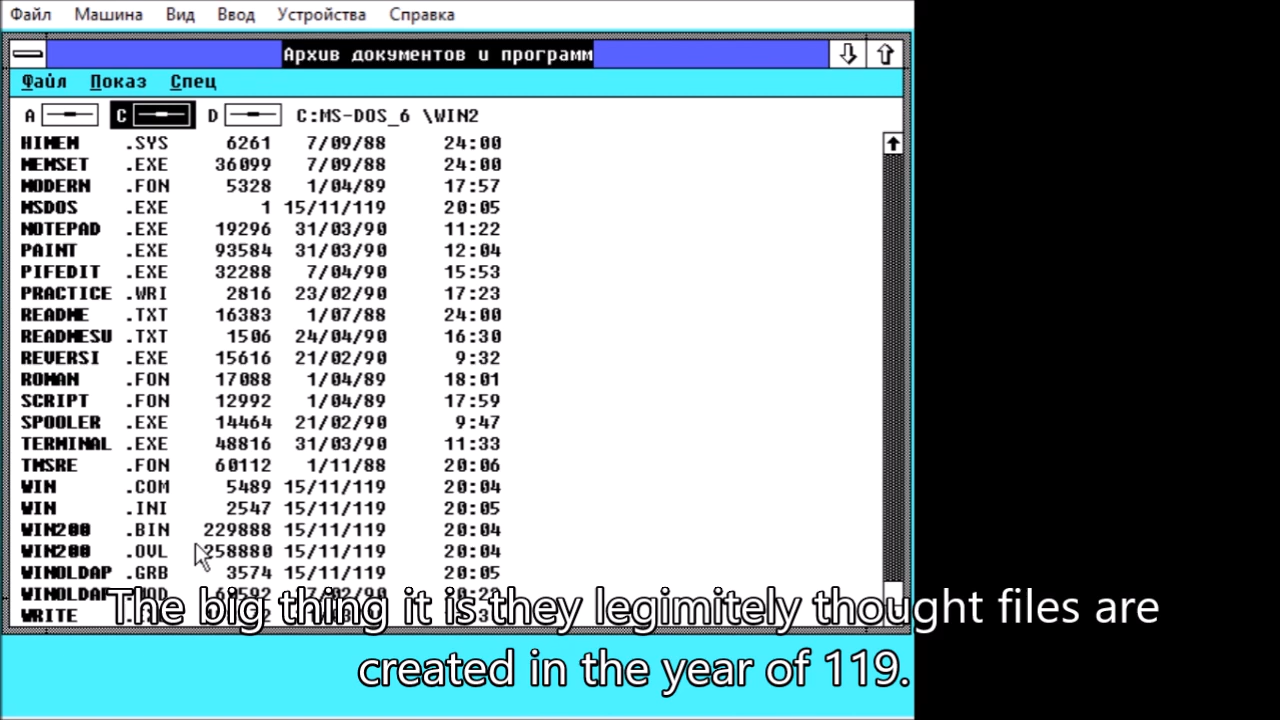 Файл Машина Вид Ввод Устройства Справка
Архив документов и программ
Файл Показ Спец
A C D C:MS-DOS_6 \WIN2
HIMEM .SYS 6261 7/09/88 24:00
MEMSET .EXE 36099 7/09/88 24:00
MODERN .FON 5328 1/04/89 17:57
MSDOS .EXE 1 15/11/119 20:05
NOTEPAD .EXE 19296 31/03/90 11:22
PAINT .EXE 93584 31/03/90 12:04
PIFEDIT .EXE 32288 7/04/90 15:53
PRACTICE .WRI 2816 23/02/90 17:23
README .TXT 16383 1/07/88 24:00
READMESU .TXT 1506 24/04/90 16:30
REVERSI .EXE 15616 21/02/90 9:32
ROMAN .FON 17088 1/04/89 18:01
SCRIPT .FON 12992 1/04/89 17:59
SPOOLER .EXE 14464 21/02/90 9:47
TERMINAL .EXE 48816 31/03/90 11:33
TMSRE .FON 60112 1/11/88 20:06
WIN .COM 5489 15/11/119 20:04
WIN .INI 2547 15/11/119 20:05
WIN200 .BIN 229888 15/11/119 20:04
WIN200 .OVL 258880 15/11/119 20:04
WINOLDAP .GRB 3574 15/11/119 20:05
WINOLDAP
WRITE
The big thing it is they legimitely thought files are
created in the year of 119.